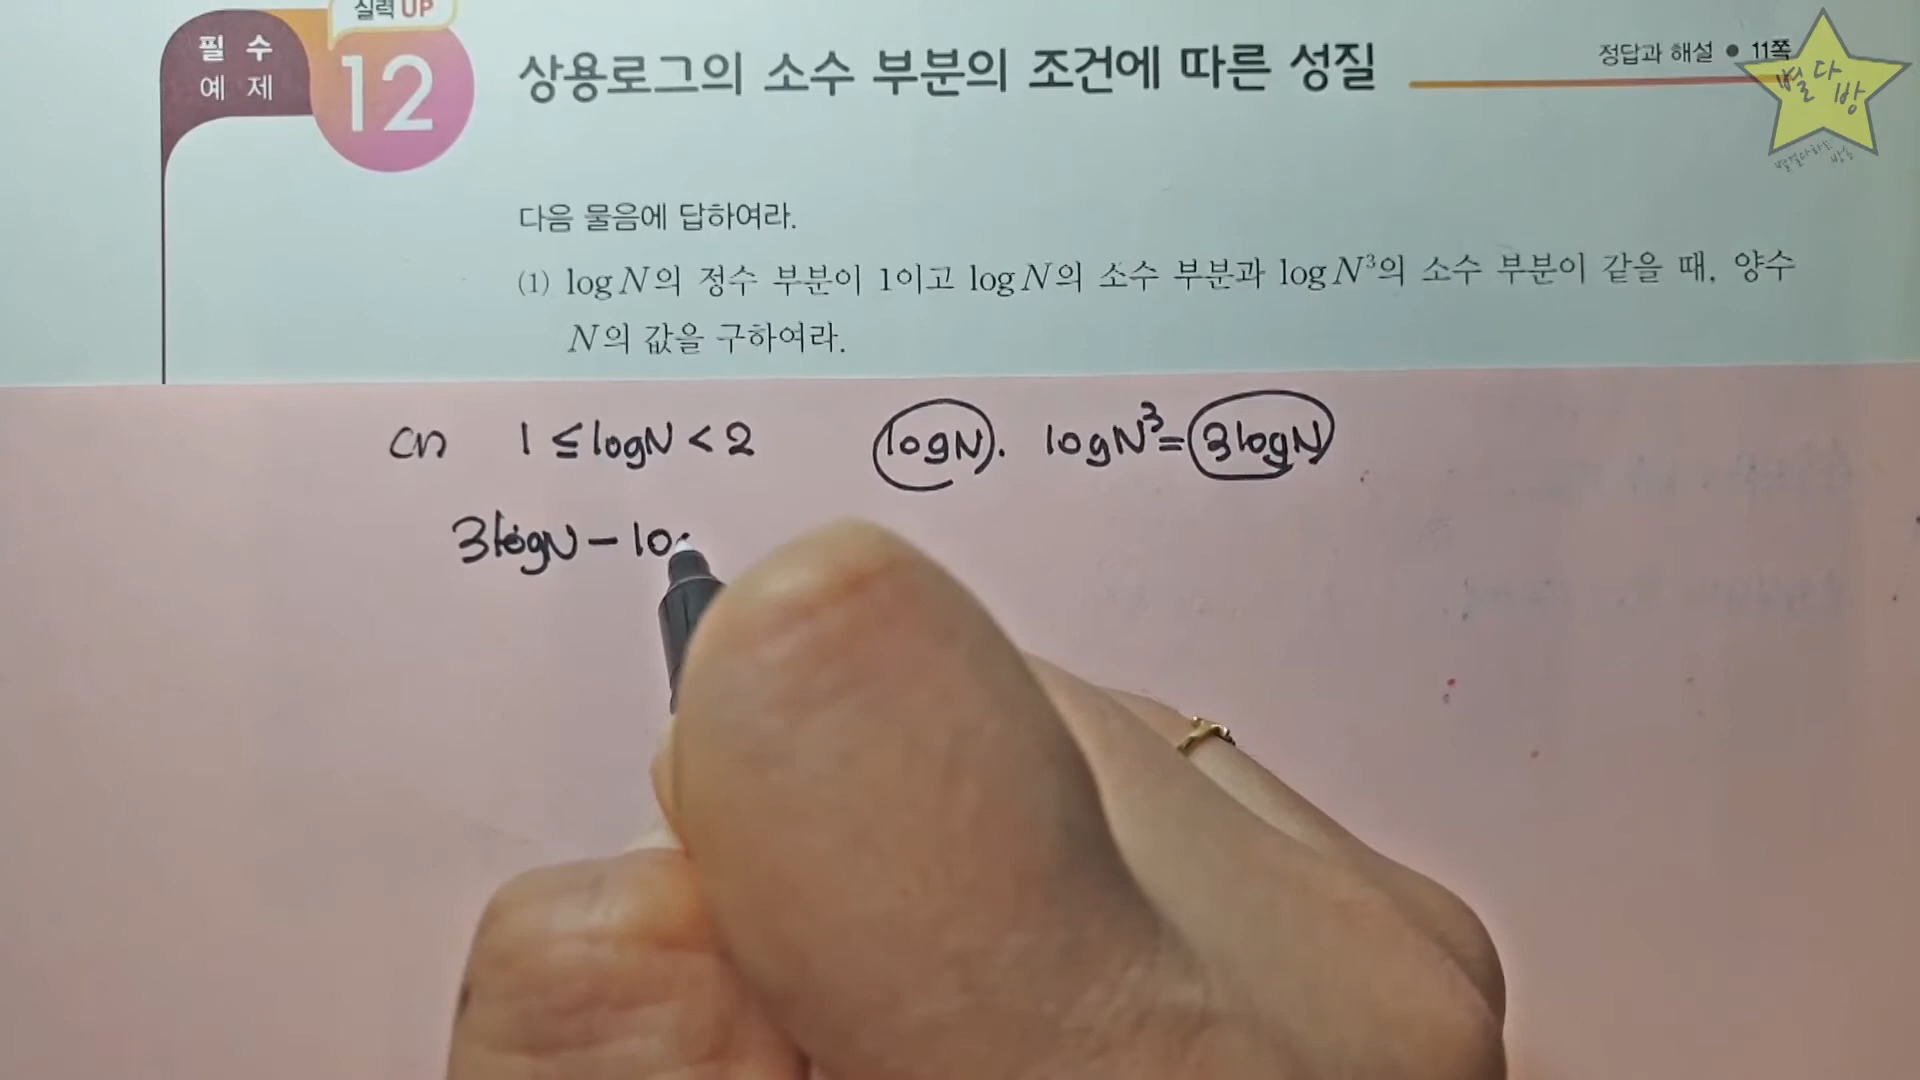 실력 UP
필 수
예 제
12
상용로그의 소수 부분의 조건에 따른 성질
정답과 해설 ● 11쪽
별다방
다음 물음에 답하여라.
(1) log N의 정수 부분이 1이고 log N의 소수 부분과 log N³의 소수 부분이 같을 때, 양수
N의 값을 구하여라.
(1) 1 ≤ logN < 2 logN. logN³ = 3logN
3logN - lo